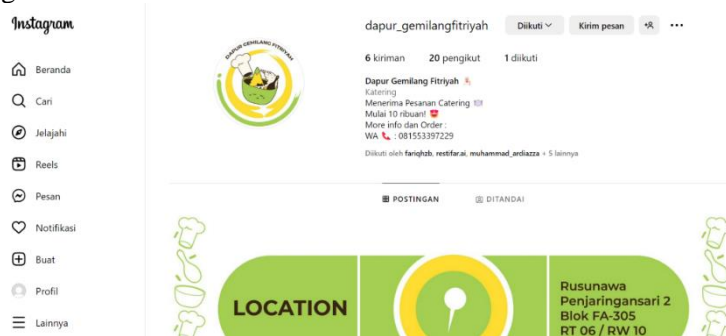 Instagram
Beranda
Cari
Jelajahi
Reels
Pesan
Notifikasi
Buat
Profil
Lainnya
DAPUR GEMILANG FITRIYAH
dapur_gemilangfitriyah
Diikuti
Kirim pesan
6 kiriman 20 pengikut 1 diikuti
Dapur Gemilang Fitriyah
Katering
Menerima Pesanan Catering 🍽
Mulai 10 ribuan! 😍
More info dan Order :
WA 📞 : 081553397229
Diikuti oleh fariqhzb, restifar.ai, muhammad_ardiazza + 5 lainnya
POSTINGAN
DITANDAI
LOCATION
Rusunawa
Penjaringansari 2
Blok FA-305
RT 06 / RW 10